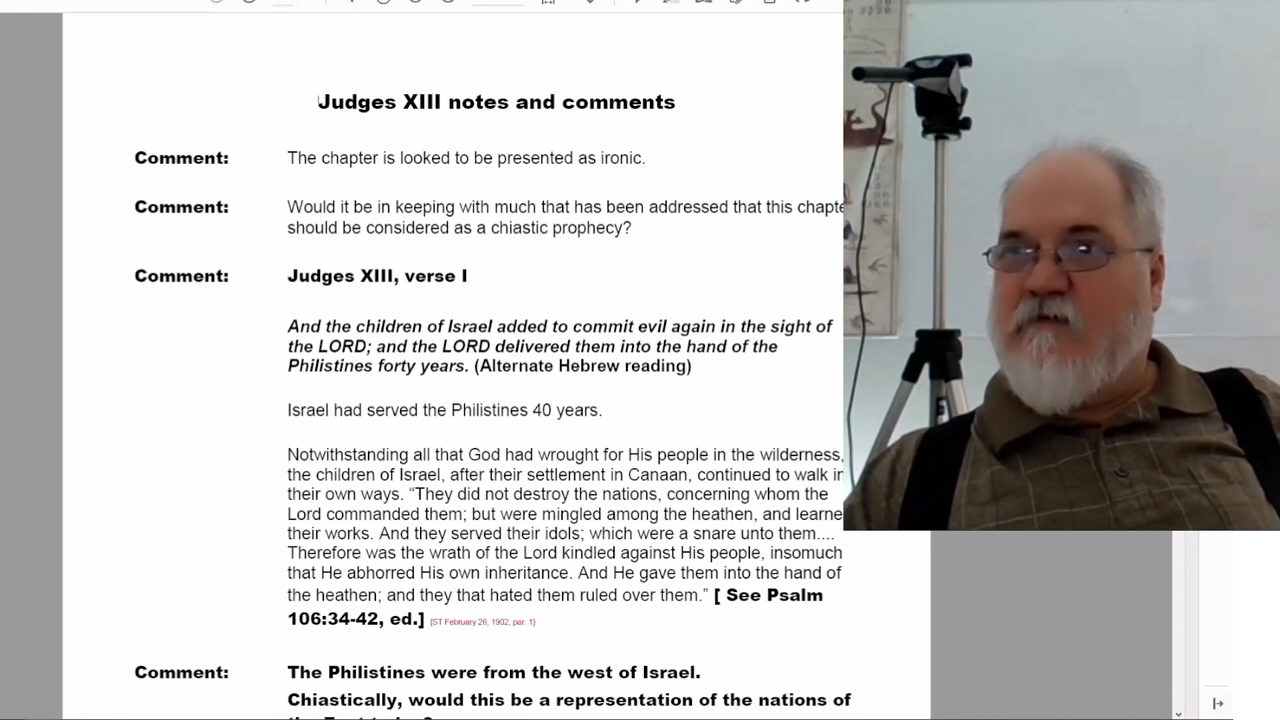 Judges XIII notes and comments
Comment: The chapter is looked to be presented as ironic.
Comment: Would it be in keeping with much that has been addressed that this chapte
should be considered as a chiastic prophecy?
Comment: Judges XIII, verse I
And the children of Israel added to commit evil again in the sight of
the LORD; and the LORD delivered them into the hand of the
Philistines forty years. (Alternate Hebrew reading)
Israel had served the Philistines 40 years.
Notwithstanding all that God had wrought for His people in the wilderness,
the children of Israel, after their settlement in Canaan, continued to walk in
their own ways. “They did not destroy the nations, concerning whom the
Lord commanded them; but were mingled among the heathen, and learne
their works. And they served their idols; which were a snare unto them....
Therefore was the wrath of the Lord kindled against His people, insomuch
that He abhorred His own inheritance. And He gave them into the hand of
the heathen; and they that hated them ruled over them.” [ See Psalm
106:34-42, ed.] {ST February 26, 1902, par. 1}
Comment: The Philistines were from the west of Israel.
Chiastically, would this be a representation of the nations of